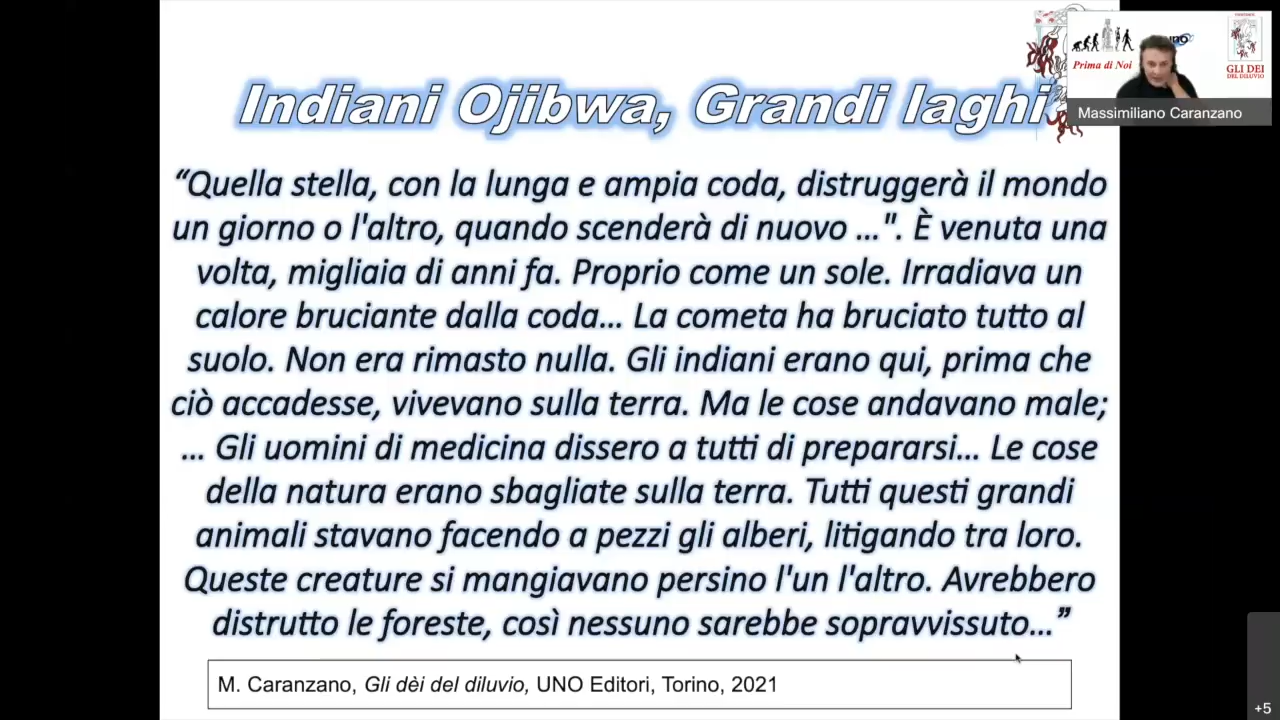 Indiani Ojibwa, Grandi laghi
Prima di Noi
uno
GLI DEI
DEL DILUVIO
Massimiliano Caranzano
“Quella stella, con la lunga e ampia coda, distruggerà il mondo
un giorno o l'altro, quando scenderà di nuovo …". È venuta una
volta, migliaia di anni fa. Proprio come un sole. Irradiava un
calore bruciante dalla coda… La cometa ha bruciato tutto al
suolo. Non era rimasto nulla. Gli indiani erano qui, prima che
ciò accadesse, vivevano sulla terra. Ma le cose andavano male;
… Gli uomini di medicina dissero a tutti di prepararsi… Le cose
della natura erano sbagliate sulla terra. Tutti questi grandi
animali stavano facendo a pezzi gli alberi, litigando tra loro.
Queste creature si mangiavano persino l'un l'altro. Avrebbero
distrutto le foreste, così nessuno sarebbe sopravvissuto…”
M. Caranzano, Gli dèi del diluvio, UNO Editori, Torino, 2021
+5